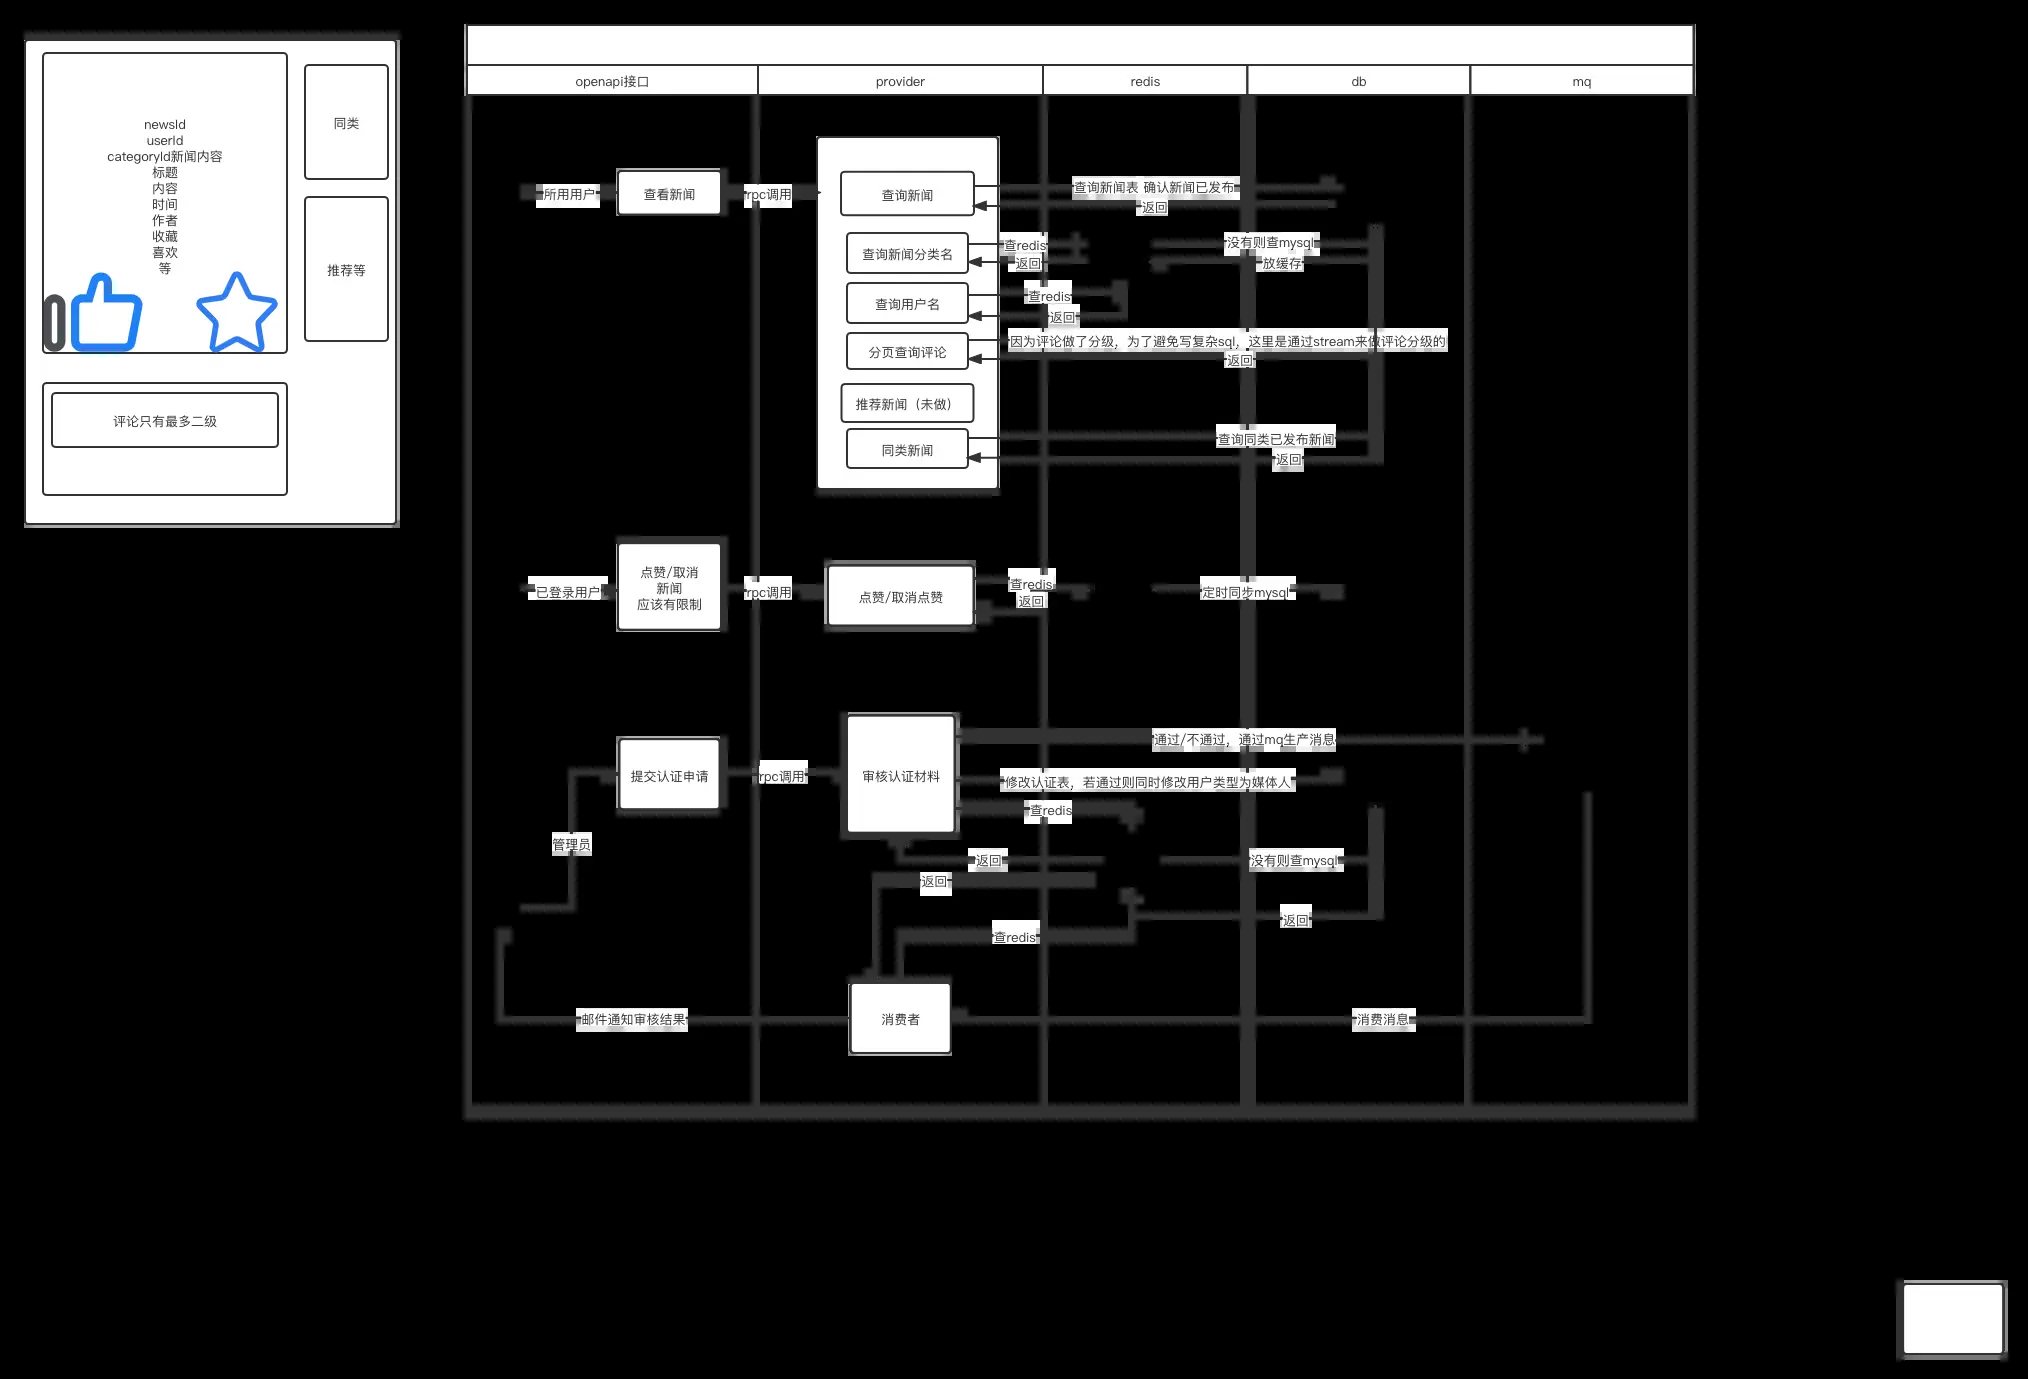 newsId
userId
categoryId新闻内容
标题
内容
时间
作者
收藏
喜欢
等
同类
推荐等
评论只有最多二级
openapi接口
provider
redis
db
mq
所用用户
查看新闻
rpc调用
查询新闻
查询新闻表 确认新闻已发布
返回
查询新闻分类名
查redis
返回
没有则查mysql
放缓存
查询用户名
查redis
返回
分页查询评论
因为评论做了分级，为了避免写复杂sql，这里是通过stream来做评论分级的
返回
推荐新闻（未做）
同类新闻
查询同类已发布新闻
返回
已登录用户
点赞/取消
新闻
应该有限制
rpc调用
点赞/取消点赞
查redis
返回
定时同步mysql
提交认证申请
rpc调用
审核认证材料
通过/不通过，通过mq生产消息
修改认证表，若通过则同时修改用户类型为媒体人
查redis
管理员
返回
没有则查mysql
返回
返回
查redis
邮件通知审核结果
消费者
消费消息